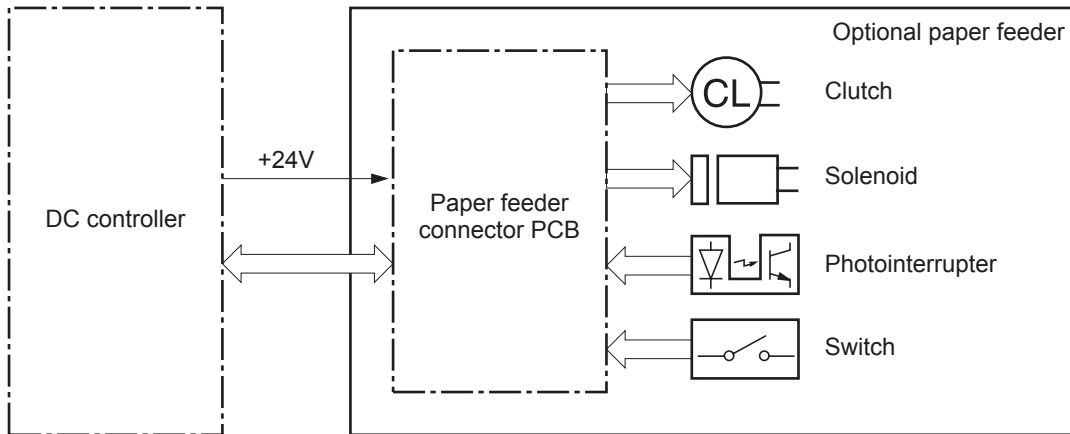 Optional paper feeder
CL
Clutch
+24V
Solenoid
DC controller
Paper feeder
connector PCB
Photointerrupter
Switch